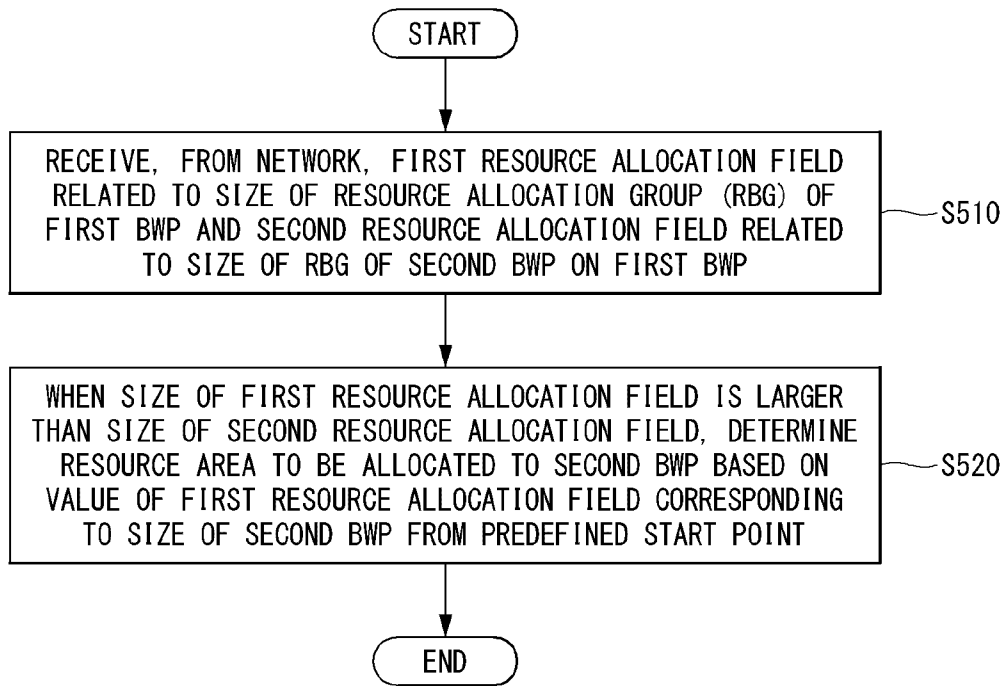 START
RECEIVE, FROM NETWORK, FIRST RESOURCE ALLOCATION FIELD
RELATED TO SIZE OF RESOURCE ALLOCATION GROUP (RBG) OF
FIRST BWP AND SECOND RESOURCE ALLOCATION FIELD RELATED
TO SIZE OF RBG OF SECOND BWP ON FIRST BWP
S510
WHEN SIZE OF FIRST RESOURCE ALLOCATION FIELD IS LARGER
THAN SIZE OF SECOND RESOURCE ALLOCATION FIELD, DETERMINE
RESOURCE AREA TO BE ALLOCATED TO SECOND BWP BASED ON
VALUE OF FIRST RESOURCE ALLOCATION FIELD CORRESPONDING
TO SIZE OF SECOND BWP FROM PREDEFINED START POINT
S520
END